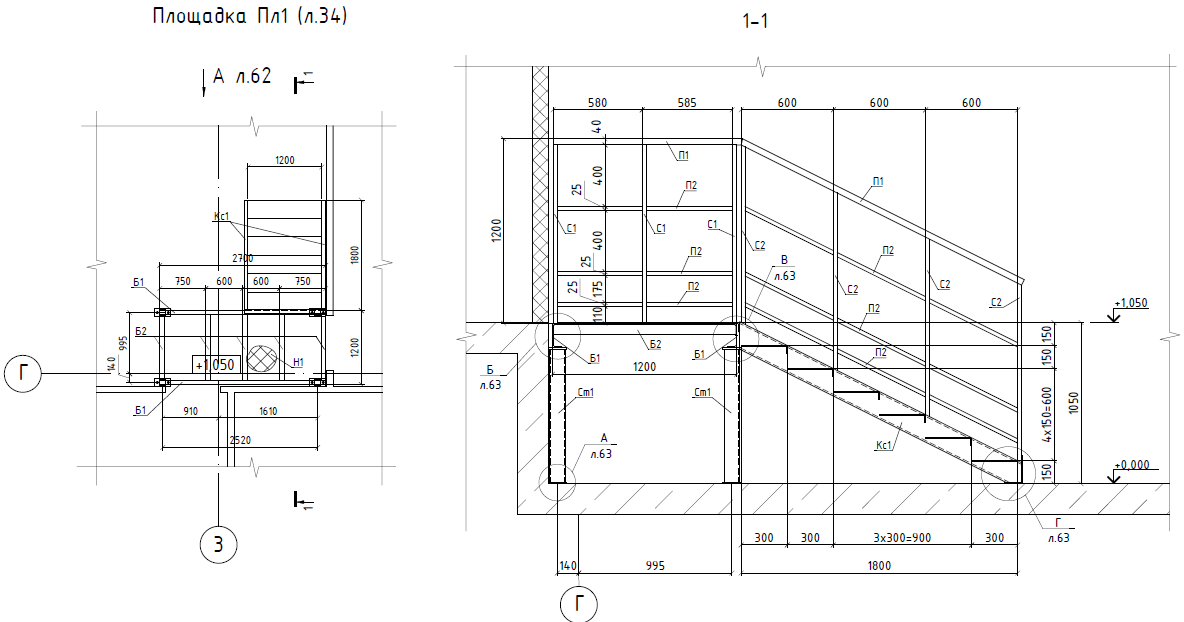 Площадка Пл1 (л.34)
А л.62
1
1200
Кс1
2700
1800
750
600
600
750
Б1
Б2
995
140
+1,050
Н1
1200
Г
Б1
910
1610
2520
1
3
1-1
580
585
600
600
600
40
П1
400
25
П2
П1
1200
С1
С1
С1
С2
400
25
П2
В
л.63
П2
С2
С2
С2
175
25
П2
П2
110
+1,050
Б2
Б1
Б1
П2
150
150
Б
л.63
1200
Ст1
Ст1
4х150=600
1050
А
л.63
Кс1
150
+0,000
Г
л.63
300
300
3х300=900
300
140
995
1800
Г